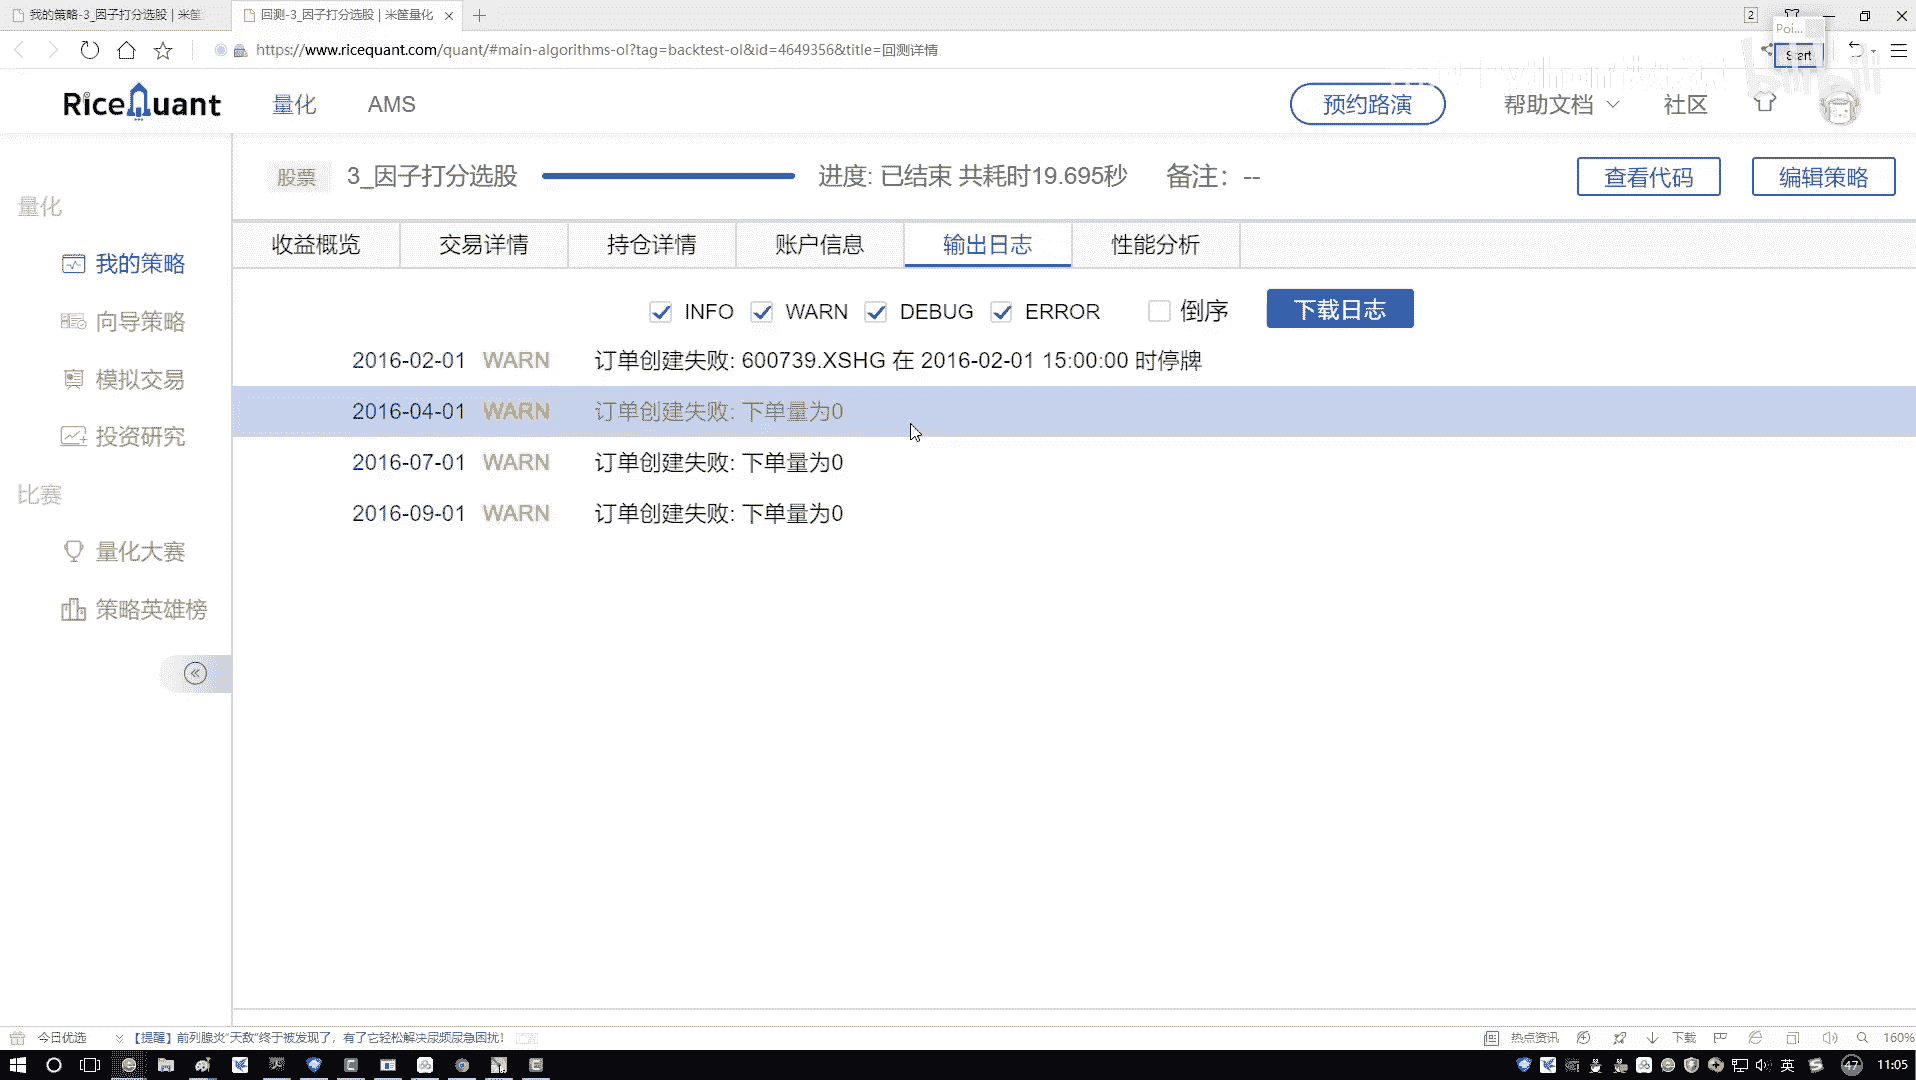 我的策略-3_因子打分选股 | 米筐
回测-3_因子打分选股 | 米筐量化
2
https://www.ricequant.com/quant/#main-algorithms-ol?tag=backtest-ol&id=4649356&title=回测详情
Poi...
Start
RiceQuant
量化
AMS
预约路演
帮助文档
社区
股票
3_因子打分选股
进度: 已结束 共耗时19.695秒
备注：--
查看代码
编辑策略
量化
我的策略
向导策略
模拟交易
投资研究
比赛
量化大赛
策略英雄榜
收益概览
交易详情
持仓详情
账户信息
输出日志
性能分析
INFO
WARN
DEBUG
ERROR
倒序
下载日志
2016-02-01 WARN 订单创建失败: 600739.XSHG 在 2016-02-01 15:00:00 时停牌
2016-04-01 WARN 订单创建失败: 下单量为0
2016-07-01 WARN 订单创建失败: 下单量为0
2016-09-01 WARN 订单创建失败: 下单量为0
今日优选
【提醒】前列腺炎“天敌”终于被发现了，有了它轻松解决尿频尿急困扰！
热点资讯
下载
160%
英
47
11:05